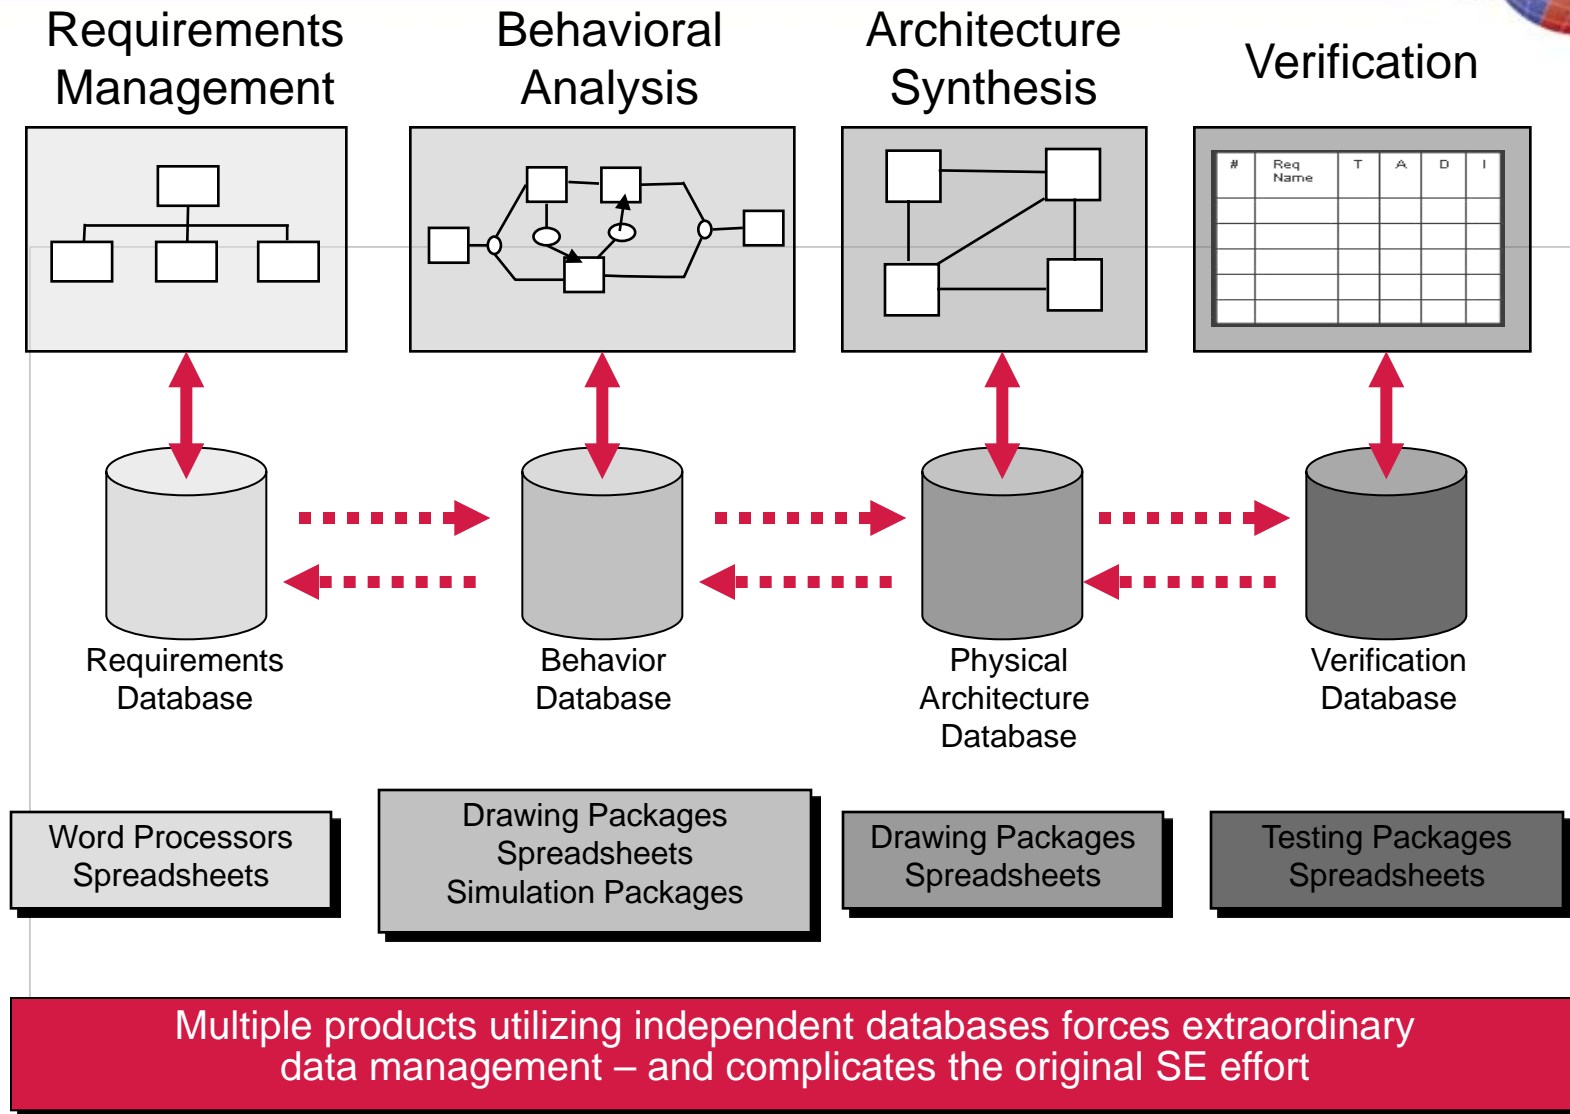 Requirements
Management
Behavioral
Analysis
Architecture
Synthesis
Verification
# Req T A D I
Name
Requirements
Database
Behavior
Database
Physical
Architecture
Database
Verification
Database
Word Processors
Spreadsheets
Drawing Packages
Spreadsheets
Simulation Packages
Drawing Packages
Spreadsheets
Testing Packages
Spreadsheets
Multiple products utilizing independent databases forces extraordinary
data management – and complicates the original SE effort